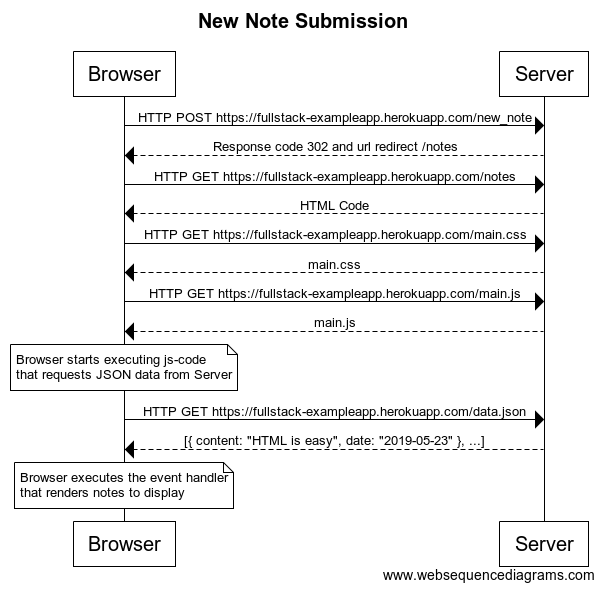 New Note Submission
Browser
Server
HTTP POST https://fullstack-exampleapp.herokuapp.com/new_note
Response code 302 and url redirect /notes
HTTP GET https://fullstack-exampleapp.herokuapp.com/notes
HTML Code
HTTP GET https://fullstack-exampleapp.herokuapp.com/main.css
main.css
HTTP GET https://fullstack-exampleapp.herokuapp.com/main.js
main.js
Browser starts executing js-code
that requests JSON data from Server
HTTP GET https://fullstack-exampleapp.herokuapp.com/data.json
[{ content: "HTML is easy", date: "2019-05-23" }, ...]
Browser executes the event handler
that renders notes to display
Browser
Server
www.websequencediagrams.com